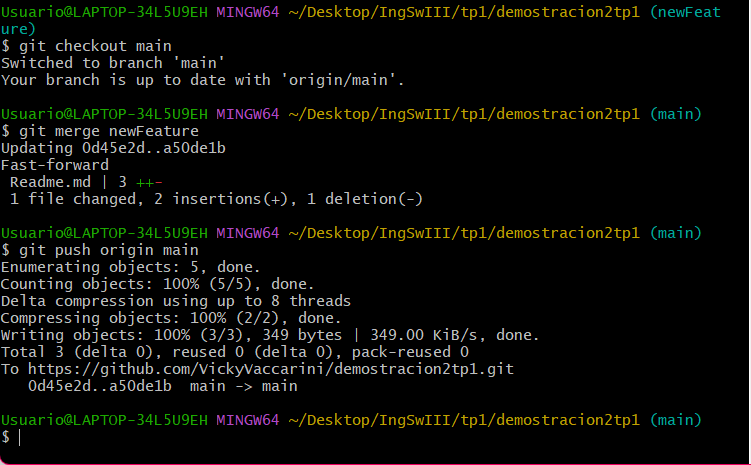 Usuario@LAPTOP-34L5U9EH MINGW64 ~/Desktop/IngSwIII/tp1/demostracion2tp1 (newFeat
ure)
$ git checkout main
Switched to branch 'main'
Your branch is up to date with 'origin/main'.
Usuario@LAPTOP-34L5U9EH MINGW64 ~/Desktop/IngSwIII/tp1/demostracion2tp1 (main)
$ git merge newFeature
Updating 0d45e2d..a50de1b
Fast-forward
 Readme.md | 3 ++-
 1 file changed, 2 insertions(+), 1 deletion(-)
Usuario@LAPTOP-34L5U9EH MINGW64 ~/Desktop/IngSwIII/tp1/demostracion2tp1 (main)
$ git push origin main
Enumerating objects: 5, done.
Counting objects: 100% (5/5), done.
Delta compression using up to 8 threads
Compressing objects: 100% (2/2), done.
Writing objects: 100% (3/3), 349 bytes | 349.00 KiB/s, done.
Total 3 (delta 0), reused 0 (delta 0), pack-reused 0
To https://github.com/VickyVaccarini/demostracion2tp1.git
   0d45e2d..a50de1b  main -> main
Usuario@LAPTOP-34L5U9EH MINGW64 ~/Desktop/IngSwIII/tp1/demostracion2tp1 (main)
$